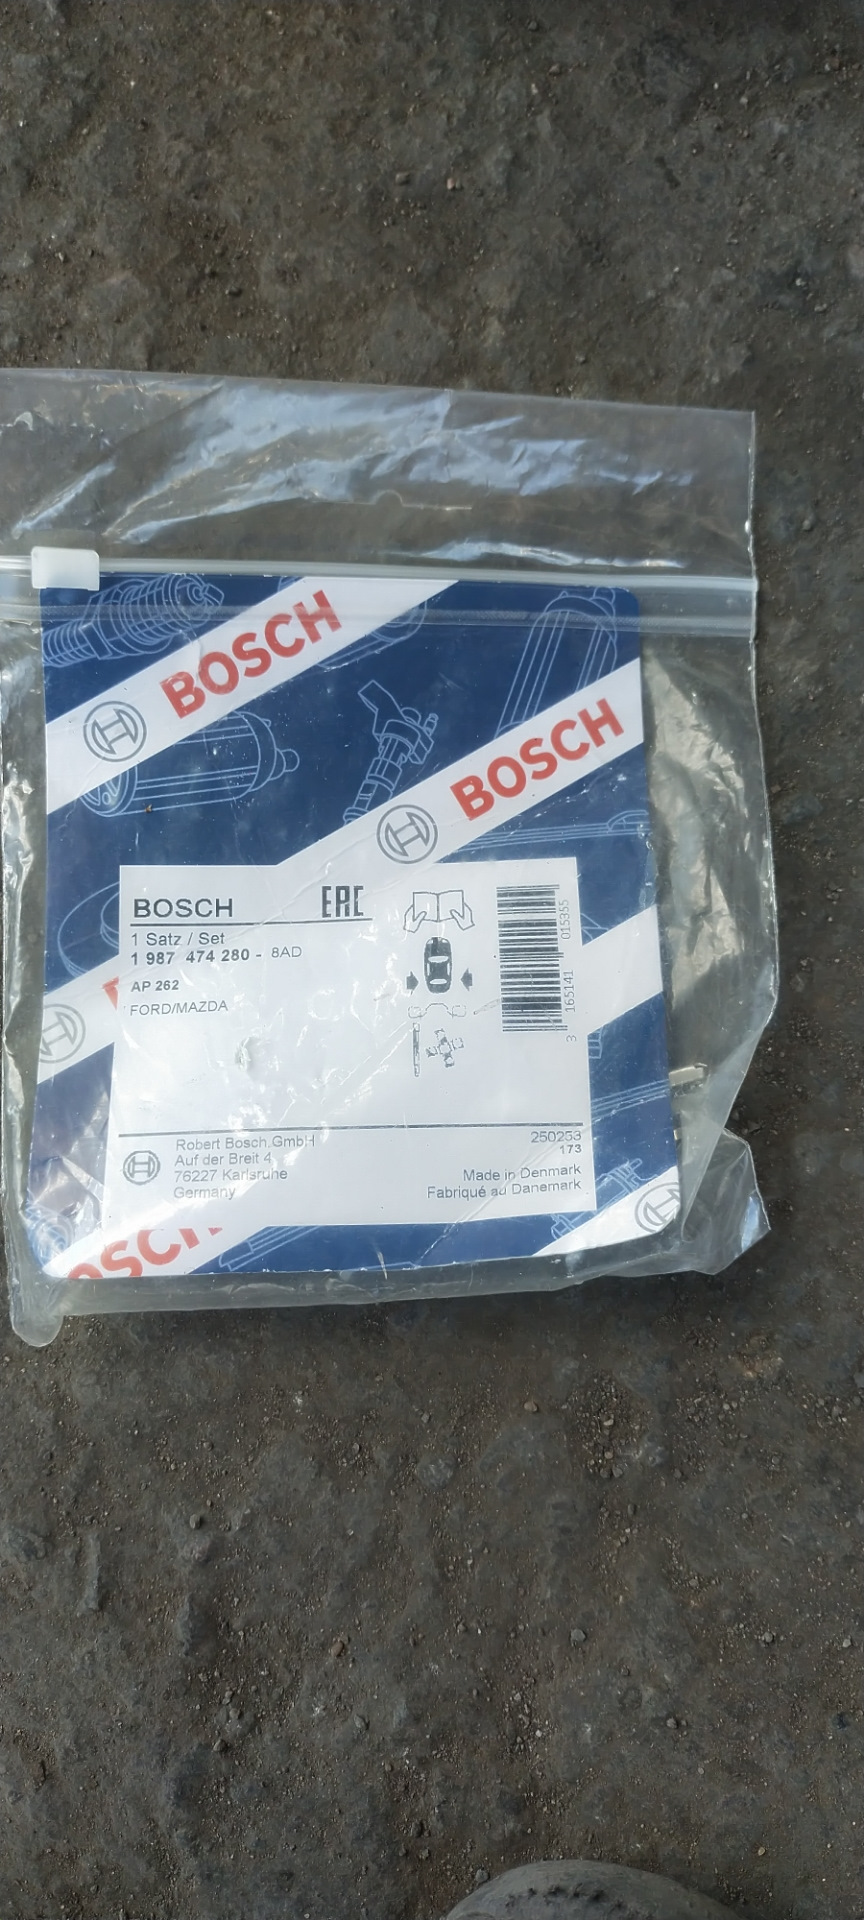 BOSCH
BOSCH
BOSCH
EAC
1 Satz / Set
1 987 474 280 - 8AD
AP 262
FORD/MAZDA
3 165141 015355
Robert Bosch GmbH
Auf der Breit 4
76227 Karlsruhe
Germany
250253
173
Made in Denmark
Fabriqué au Danemark
OSCH